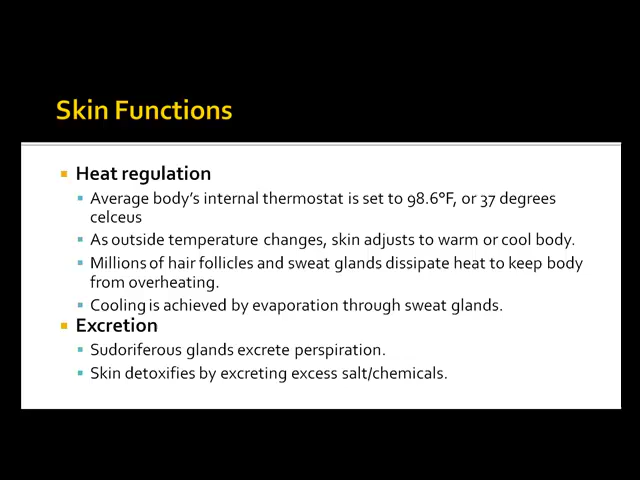 Skin Functions
Heat regulation
Average body's internal thermostat is set to 98.6°F, or 37 degrees
celceus
As outside temperature changes, skin adjusts to warm or cool body.
Millions of hair follicles and sweat glands dissipate heat to keep body
from overheating.
Cooling is achieved by evaporation through sweat glands.
Excretion
Sudoriferous glands excrete perspiration.
Skin detoxifies by excreting excess salt/chemicals.